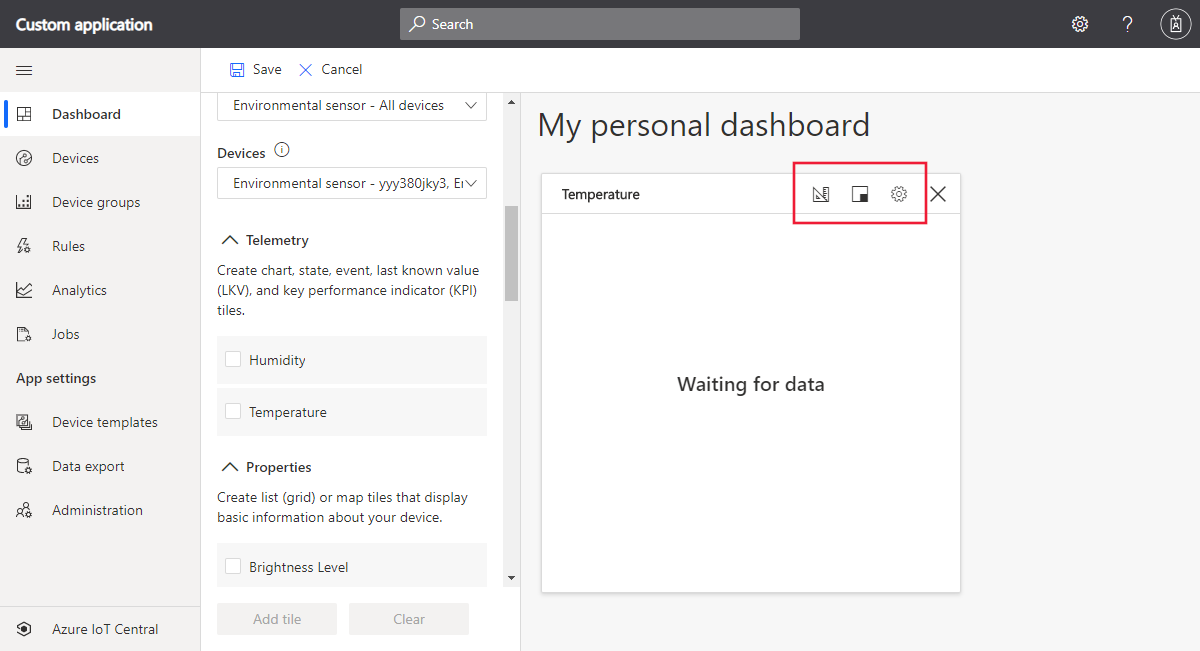 Custom application
Search
?
Save
Cancel
Dashboard
Devices
Device groups
Rules
Analytics
Jobs
App settings
Device templates
Data export
Administration
Azure IoT Central
Environmental sensor - All devices
Devices
Environmental sensor - yyy380jky3, Er
Telemetry
Create chart, state, event, last known value
(LKV), and key performance indicator (KPI)
tiles.
Humidity
Temperature
Properties
Create list (grid) or map tiles that display
basic information about your device.
Brightness Level
Add tile
Clear
My personal dashboard
Temperature
Waiting for data